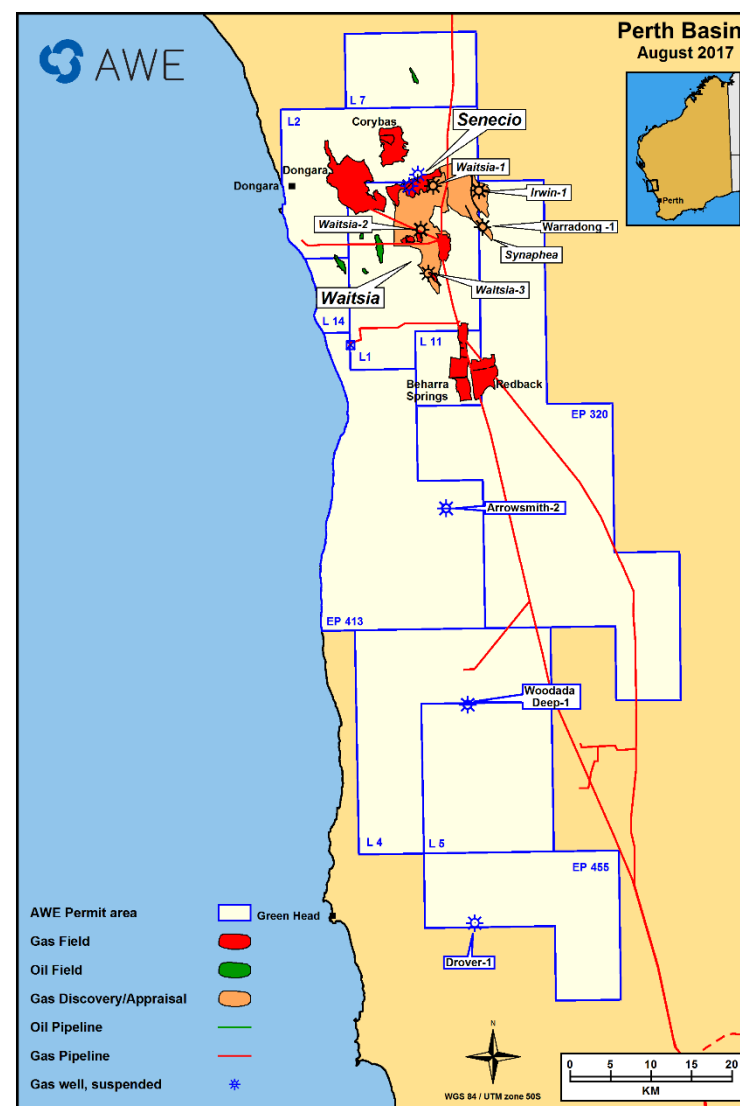 AWE
Perth Basin
August 2017
Perth
L 7
L2
Corybas
Senecio
Dongara
Dongara
Waitsia-1
Irwin-1
Waitsia-2
Warradong -1
Synaphea
Waitsia
Waitsia-3
L 14
L1
L 11
Beharra
Springs
Redback
EP 320
Arrowsmith-2
EP 413
Woodada
Deep-1
L 4
L 5
EP 455
Green Head
Drover-1
AWE Permit area
Gas Field
Oil Field
Gas Discovery/Appraisal
Oil Pipeline
Gas Pipeline
Gas well, suspended
N
WGS 84 / UTM zone 50S
0 5 10 15 20
KM